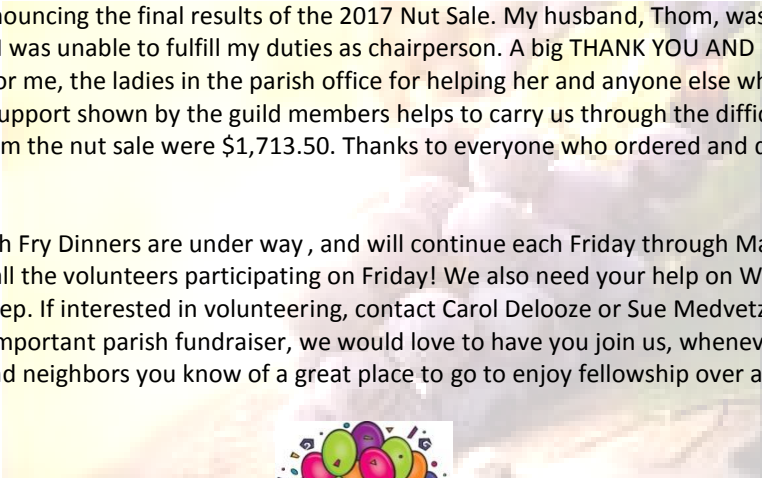 nouncing the final results of the 2017 Nut Sale. My husband, Thom, was
I was unable to fulfill my duties as chairperson. A big THANK YOU AND
or me, the ladies in the parish office for helping her and anyone else wh
upport shown by the guild members helps to carry us through the diffic
m the nut sale were $1,713.50. Thanks to everyone who ordered and
h Fry Dinners are under way , and will continue each Friday through Ma
all the volunteers participating on Friday! We also need your help on W
ep. If interested in volunteering, contact Carol Delooze or Sue Medvetz
mportant parish fundraiser, we would love to have you join us, whenev
nd neighbors you know of a great place to go to enjoy fellowship over a